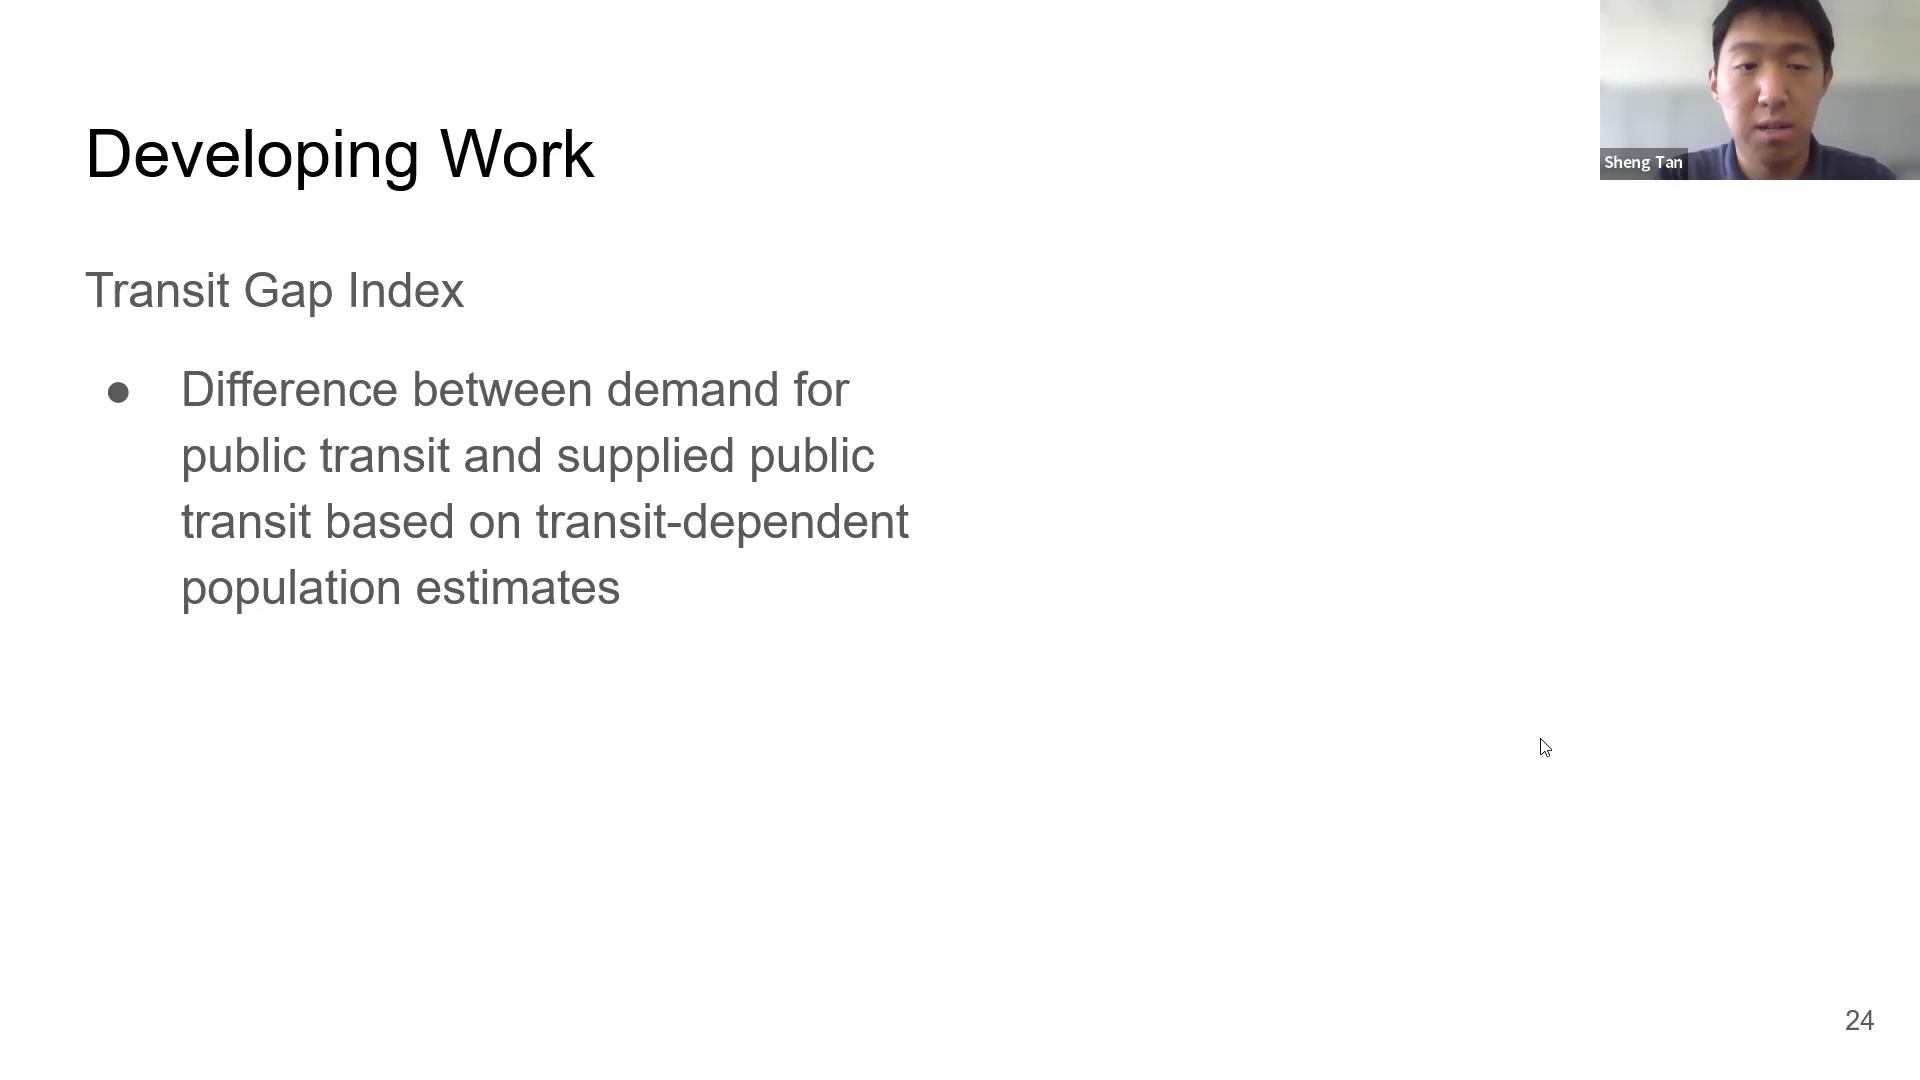 Developing Work
Sheng Tan
Transit Gap Index
● Difference between demand for
public transit and supplied public
transit based on transit-dependent
population estimates
24